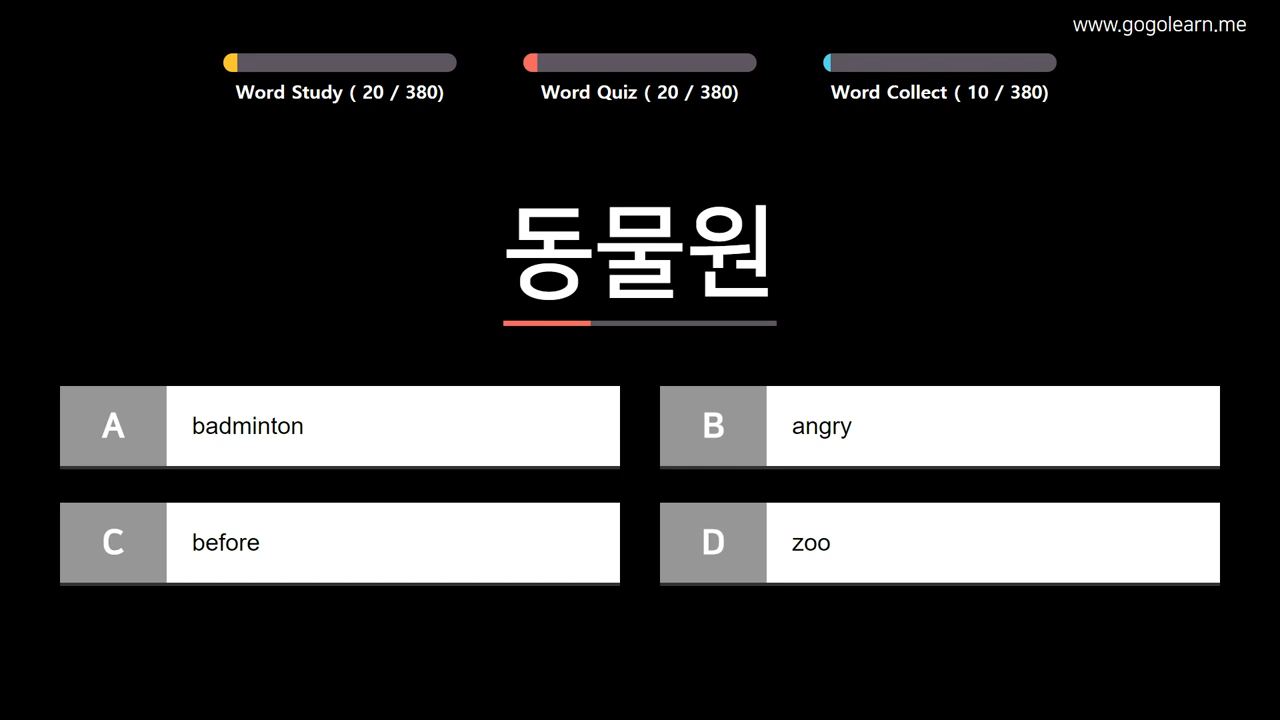 www.gogolearn.me
Word Study ( 20 / 380)
Word Quiz ( 20 / 380)
Word Collect ( 10 / 380)
동물원
A badminton
B angry
C before
D zoo